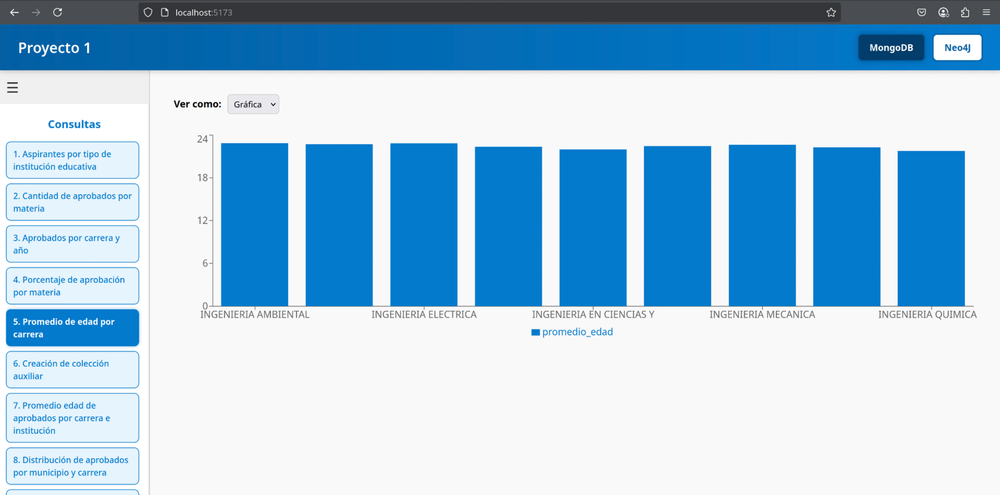 localhost:5173
Proyecto 1
MongoDB
Neo4J
☰
Consultas
1. Aspirantes por tipo de
institución educativa
2. Cantidad de aprobados por
materia
3. Aprobados por carrera y
año
4. Porcentaje de aprobación
por materia
5. Promedio de edad por
carrera
6. Creación de colección
auxiliar
7. Promedio edad de
aprobados por carrera e
institución
8. Distribución de aprobados
por municipio y carrera
Ver como: Gráfica
24
18
12
6
0
INGENIERIA AMBIENTAL
INGENIERIA ELECTRICA
INGENIERIA EN CIENCIAS Y
INGENIERIA MECANICA
INGENIERIA QUIMICA
promedio_edad